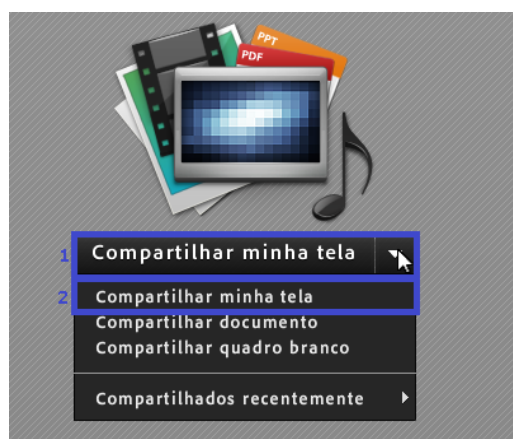 PPT
PDF
1 Compartilhar minha tela
2 Compartilhar minha tela
Compartilhar documento
Compartilhar quadro branco
Compartilhados recentemente